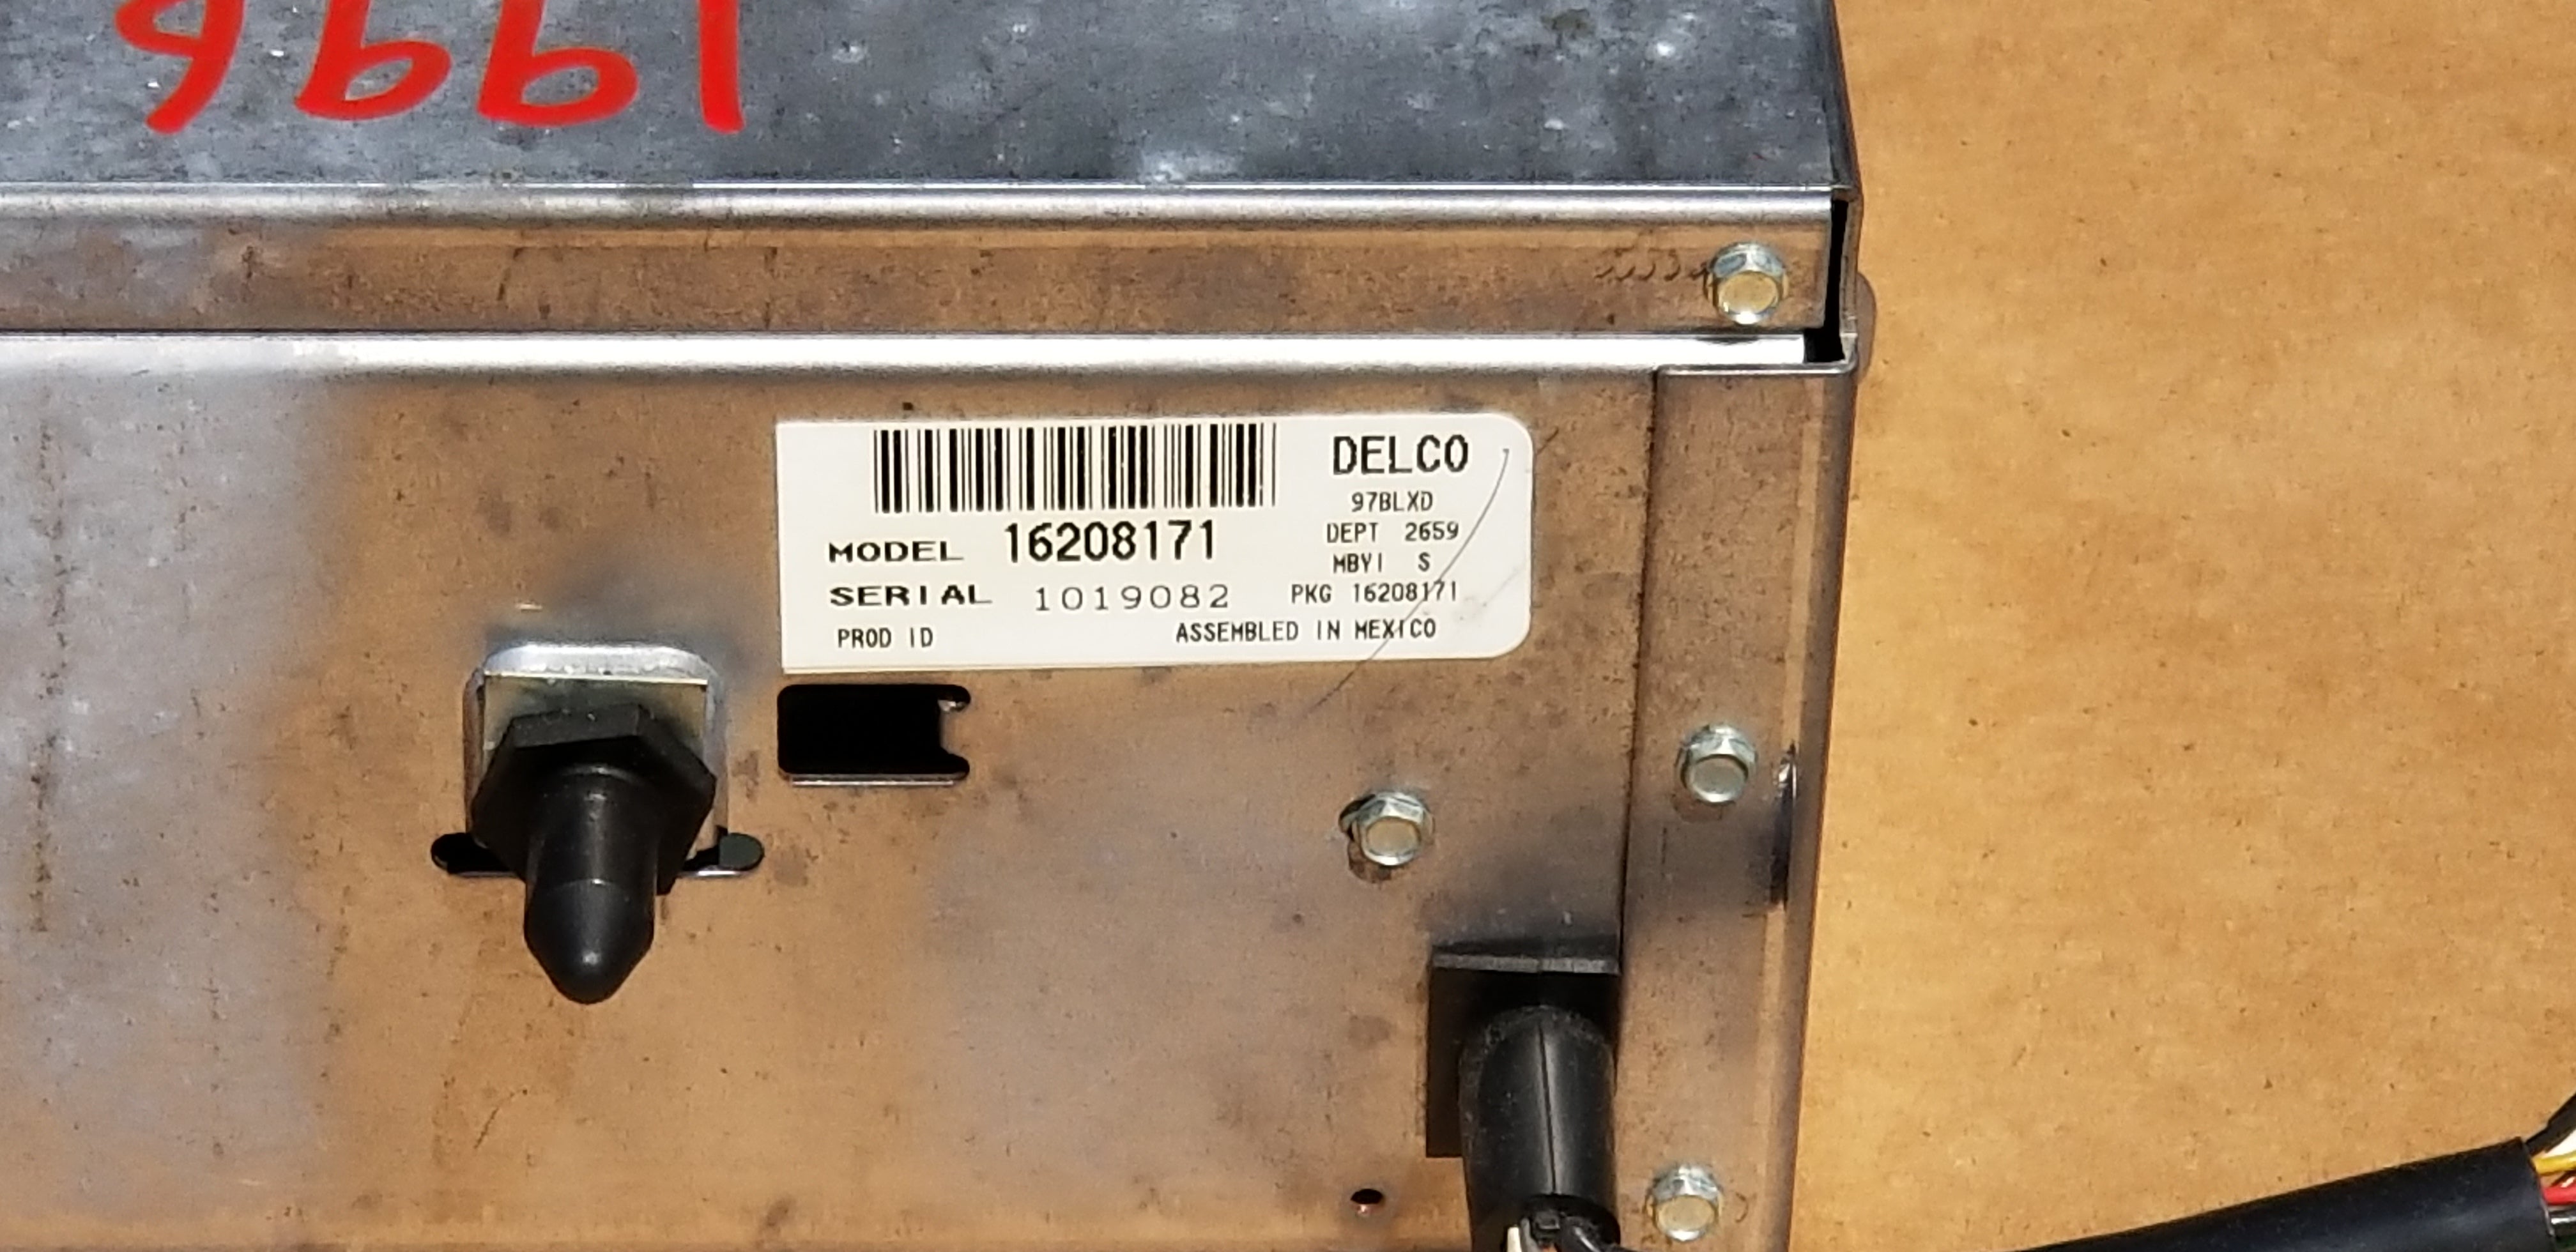 1996
DELCO
97BLXD
MODEL 16208171
DEPT 2659
MBYI S
SERIAL 1019082
PKG 16208171
PROD ID
ASSEMBLED IN MEXICO